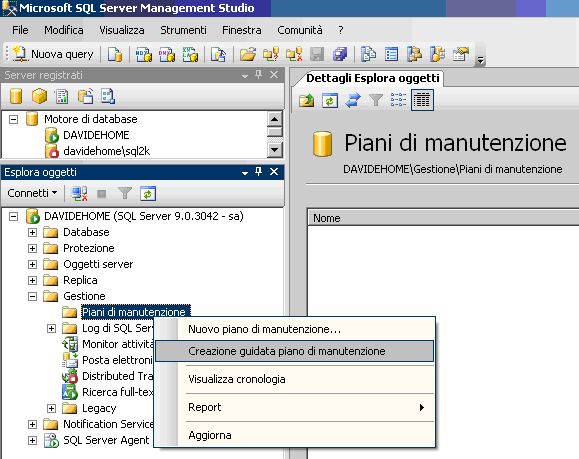 Microsoft SQL Server Management Studio
File Modifica Visualizza Strumenti Finestra Comunità ?
Nuova query
Server registrati
Motore di database
DAVIDEHOME
davidehome\sql2k
Esplora oggetti
Connetti
DAVIDEHOME (SQL Server 9.0.3042 - sa)
Database
Protezione
Oggetti server
Replica
Gestione
Piani di manutenzione
Log di SQL Ser
Monitor attivit
Posta elettroni
Distributed Tra
Ricerca full-tex
Legacy
Notification Service
SQL Server Agent
Nuovo piano di manutenzione...
Creazione guidata piano di manutenzione
Visualizza cronologia
Report
Aggiorna
Dettagli Esplora oggetti
Piani di manutenzione
DAVIDEHOME\Gestione\Piani di manutenzione
Nome